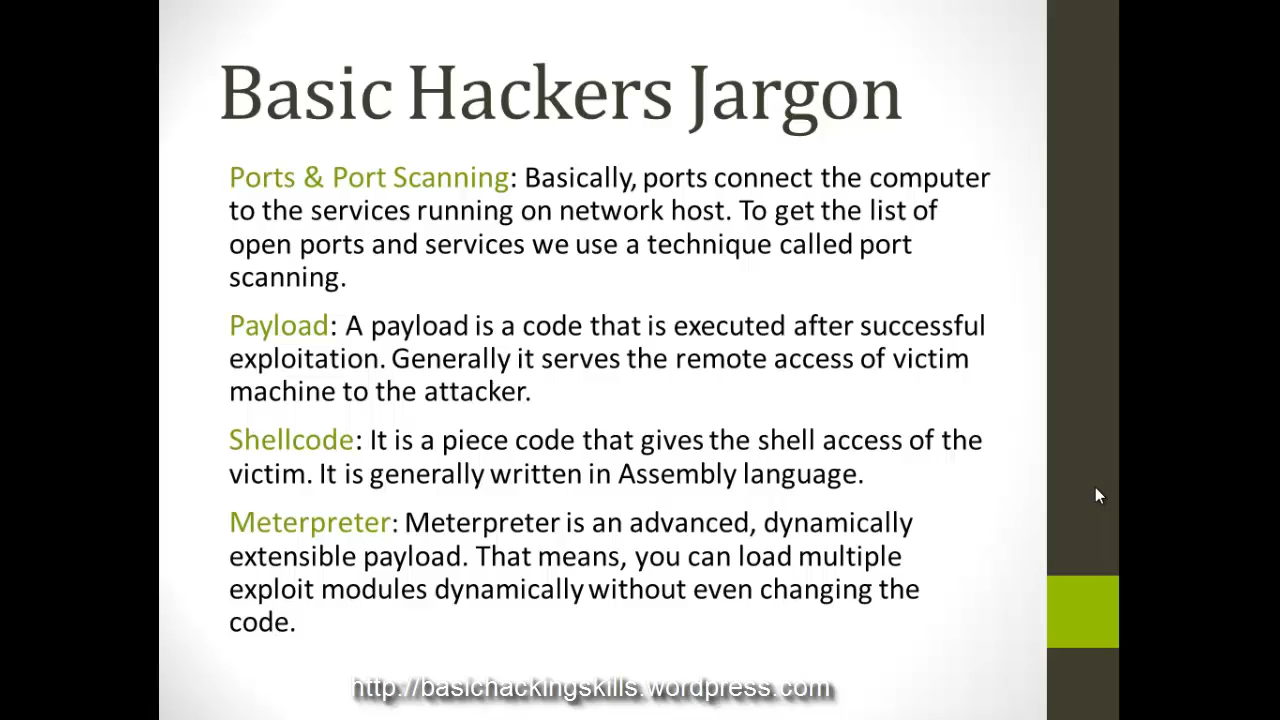 Basic Hackers Jargon
Ports & Port Scanning: Basically, ports connect the computer
to the services running on network host. To get the list of
open ports and services we use a technique called port
scanning.
Payload: A payload is a code that is executed after successful
exploitation. Generally it serves the remote access of victim
machine to the attacker.
Shellcode: It is a piece code that gives the shell access of the
victim. It is generally written in Assembly language.
Meterpreter: Meterpreter is an advanced, dynamically
extensible payload. That means, you can load multiple
exploit modules dynamically without even changing the
code.
http://basichackingskills.wordpress.com